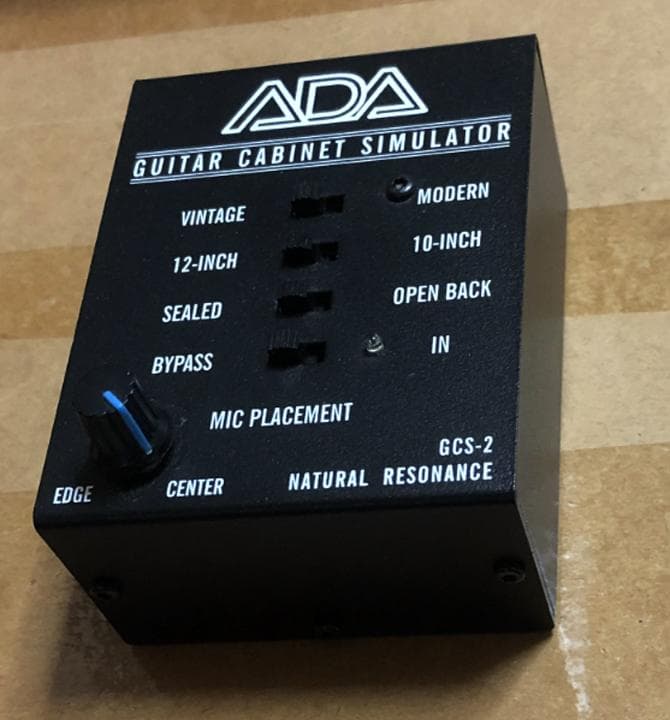 ADA
GUITAR CABINET SIMULATOR
VINTAGE MODERN
12-INCH 10-INCH
SEALED OPEN BACK
BYPASS IN
MIC PLACEMENT
EDGE CENTER
GCS-2
NATURAL RESONANCE